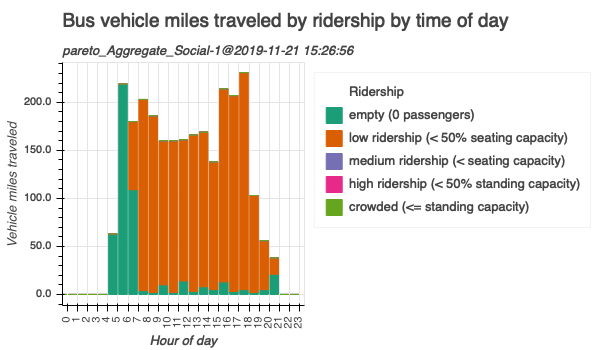 Bus vehicle miles traveled by ridership by time of day
pareto_Aggregate_Social-1@2019-11-21 15:26:56
Ridership
empty (0 passengers)
low ridership (< 50% seating capacity)
medium ridership (< seating capacity)
high ridership (< 50% standing capacity)
crowded (<= standing capacity)
Vehicle miles traveled
200.0
150.0
100.0
50.0
0.0
0 1 2 3 4 5 6 7 8 9 10 11 12 13 14 15 16 17 18 19 20 21 22 23
Hour of day